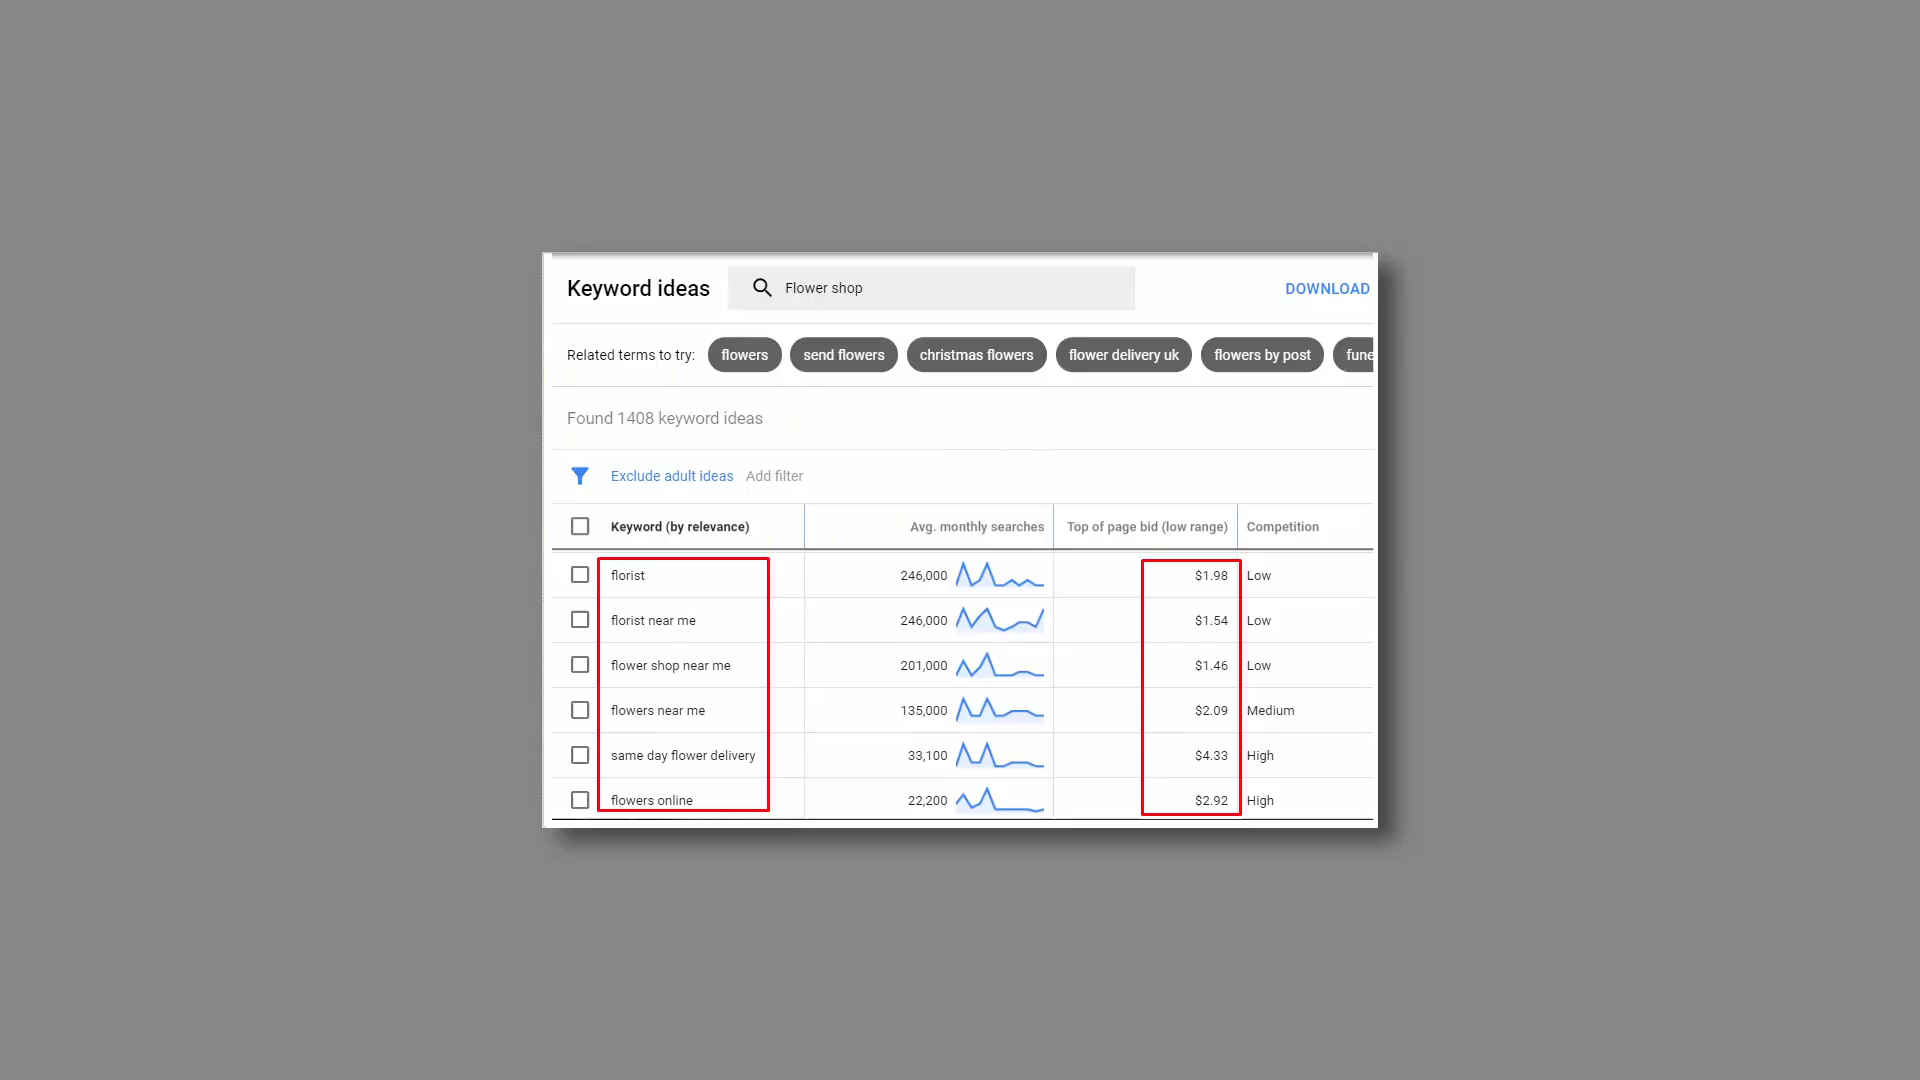 Keyword ideas Flower shop DOWNLOAD
Related terms to try: flowers send flowers christmas flowers flower delivery uk flowers by post fune
Found 1408 keyword ideas
Exclude adult ideas Add filter
Keyword (by relevance) Avg. monthly searches Top of page bid (low range) Competition
florist 246,000 $1.98 Low
florist near me 246,000 $1.54 Low
flower shop near me 201,000 $1.46 Low
flowers near me 135,000 $2.09 Medium
same day flower delivery 33,100 $4.33 High
flowers online 22,200 $2.92 High